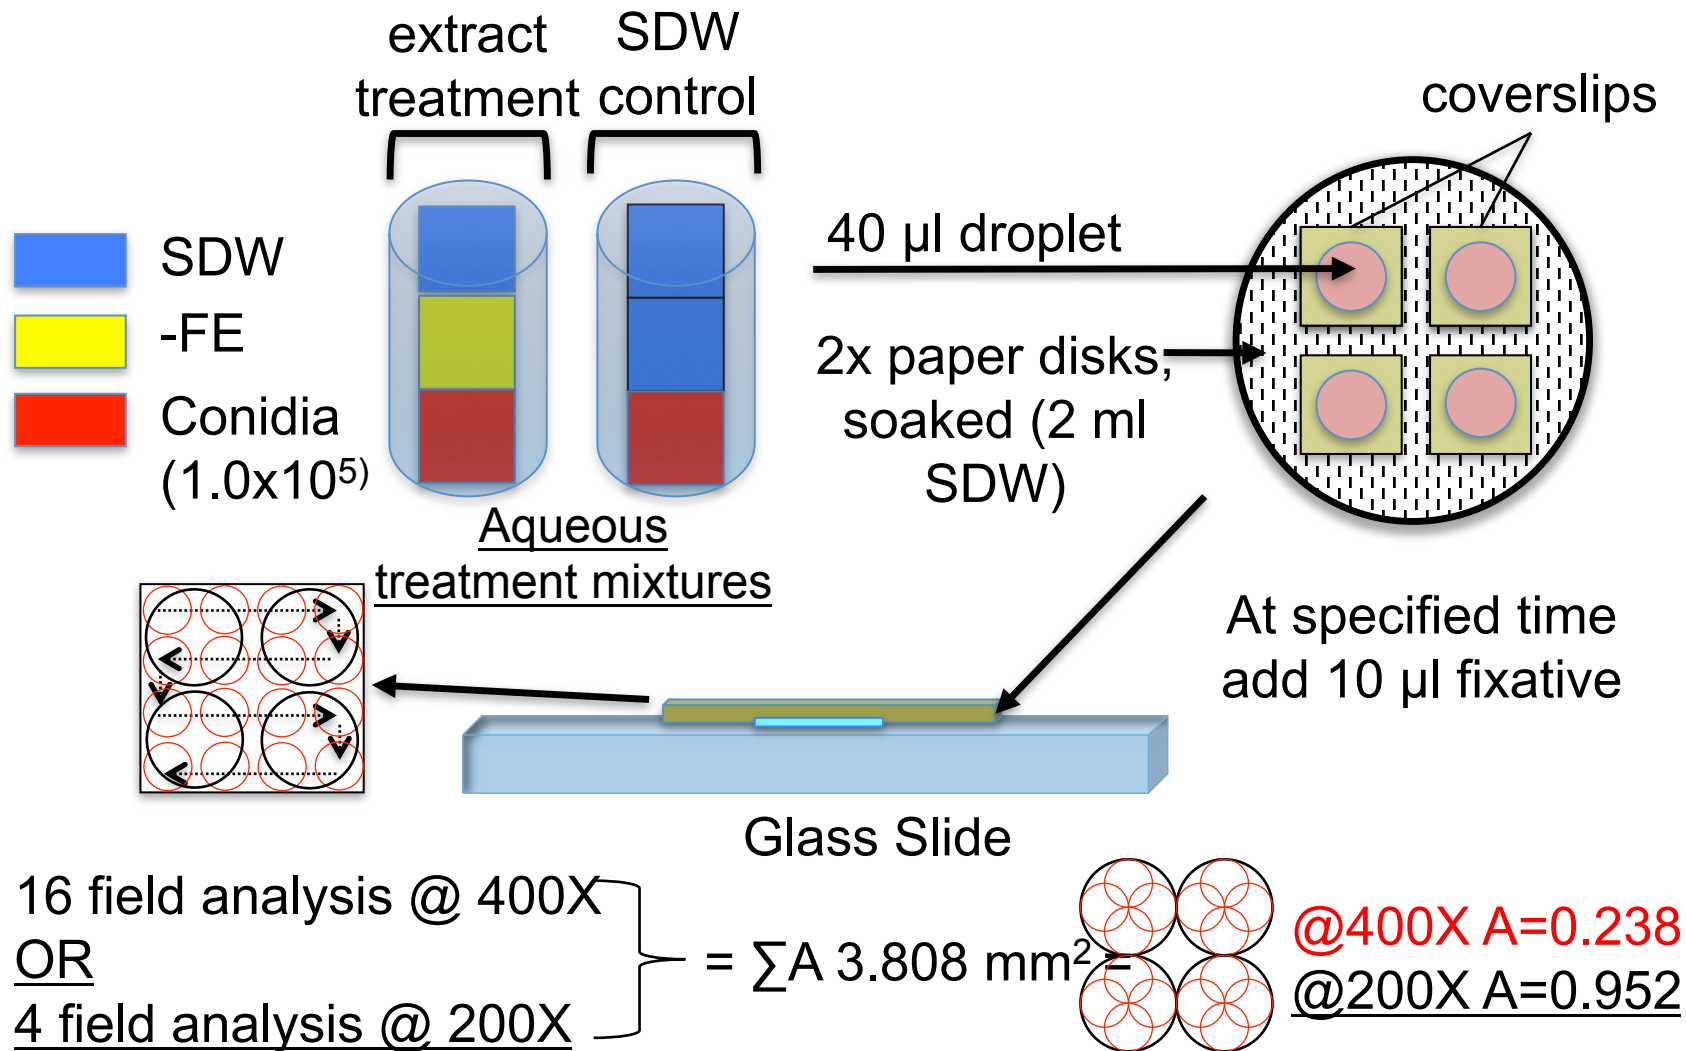 extract
treatment
SDW
control
coverslips
SDW
-FE
Conidia
(1.0x10⁵⁾
40 µl droplet
2x paper disks,
soaked (2 ml
SDW)
Aqueous
treatment mixtures
At specified time
add 10 µl fixative
Glass Slide
16 field analysis @ 400X
OR
4 field analysis @ 200X
= ∑A 3.808 mm² =
@400X A=0.238
@200X A=0.952